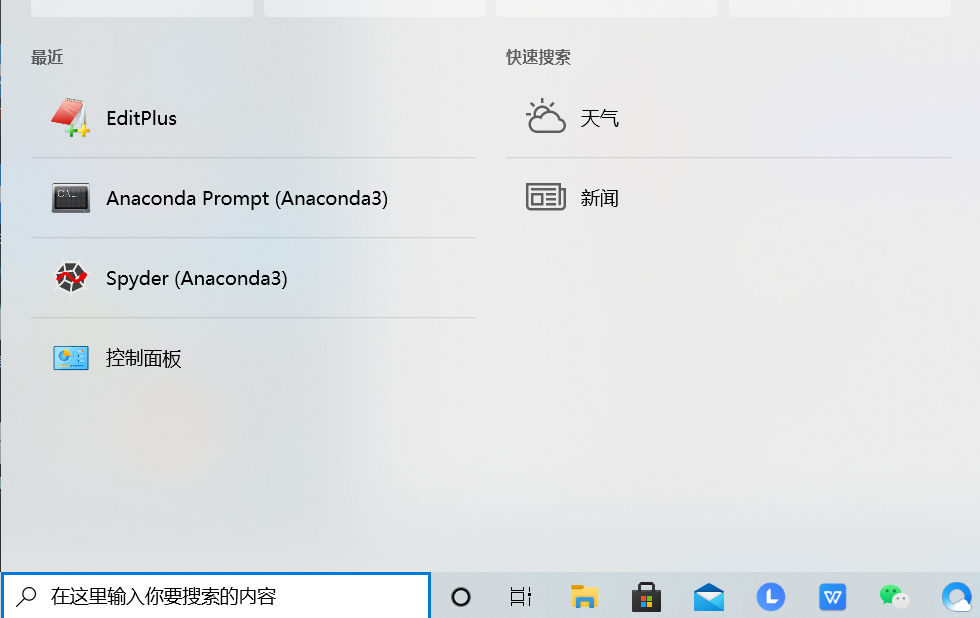 最近
EditPlus
Anaconda Prompt (Anaconda3)
Spyder (Anaconda3)
控制面板
快速搜索
天气
新闻
在这里输入你要搜索的内容